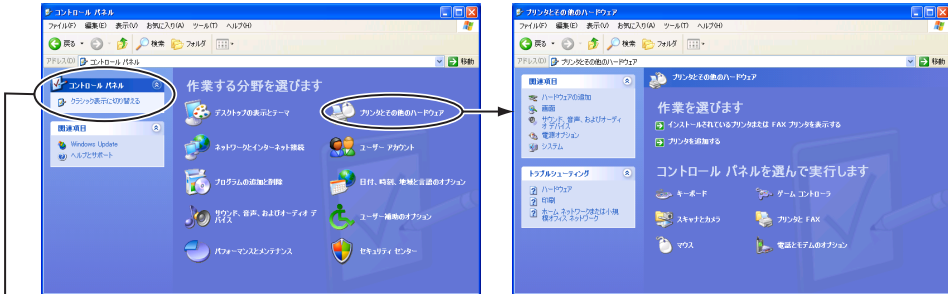 コントロール パネル
ファイル(F) 編集(E) 表示(V) お気に入り(A) ツール(T) ヘルプ(H)
戻る 検索 フォルダ
アドレス(D) コントロール パネル 移動
コントロール パネル
クラシック表示に切り替える
関連項目
Windows Update
ヘルプとサポート
作業する分野を選びます
デスクトップの表示とテーマ
プリンタとその他のハードウェア
ネットワークとインターネット接続
ユーザー アカウント
プログラムの追加と削除
日付、時刻、地域と言語のオプション
サウンド、音声、およびオーディオ デ
バイス
ユーザー補助のオプション
パフォーマンスとメンテナンス
セキュリティ センター
プリンタとその他のハードウェア
ファイル(F) 編集(E) 表示(V) お気に入り(A) ツール(T) ヘルプ(H)
戻る 検索 フォルダ
アドレス(D) プリンタとその他のハードウェア 移動
関連項目
ハードウェアの追加
画面
サウンド、音声、およびオーディ
オ デバイス
電源オプション
システム
トラブルシューティング
ハードウェア
印刷
ホーム ネットワークまたは小規
模オフィス ネットワーク
プリンタとその他のハードウェア
作業を選びます
インストールされているプリンタまたは FAX プリンタを表示する
プリンタを追加する
コントロール パネルを選んで実行します
キーボード
ゲーム コントローラ
スキャナとカメラ
プリンタと FAX
マウス
電話とモデムのオプション